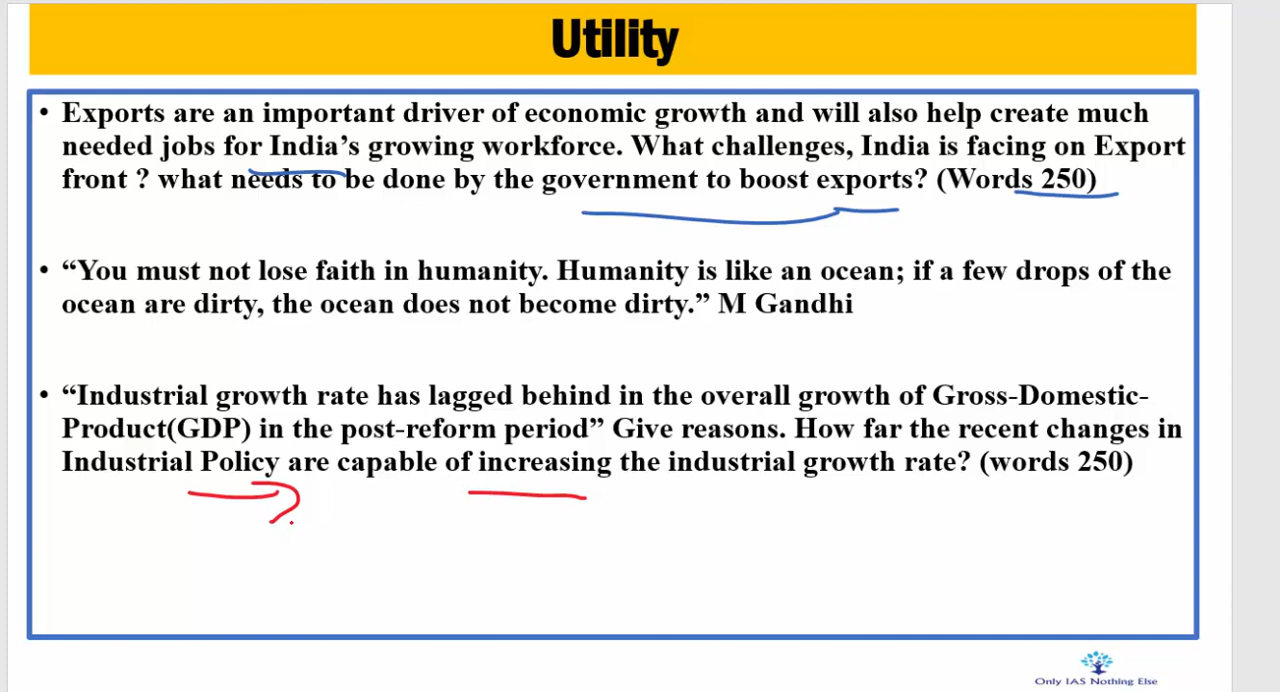 Utility
• Exports are an important driver of economic growth and will also help create much
needed jobs for India’s growing workforce. What challenges, India is facing on Export
front ? what needs to be done by the government to boost exports? (Words 250)
• “You must not lose faith in humanity. Humanity is like an ocean; if a few drops of the
ocean are dirty, the ocean does not become dirty.” M Gandhi
• “Industrial growth rate has lagged behind in the overall growth of Gross-Domestic-
Product(GDP) in the post-reform period” Give reasons. How far the recent changes in
Industrial Policy are capable of increasing the industrial growth rate? (words 250)
?
Only IAS Nothing Else